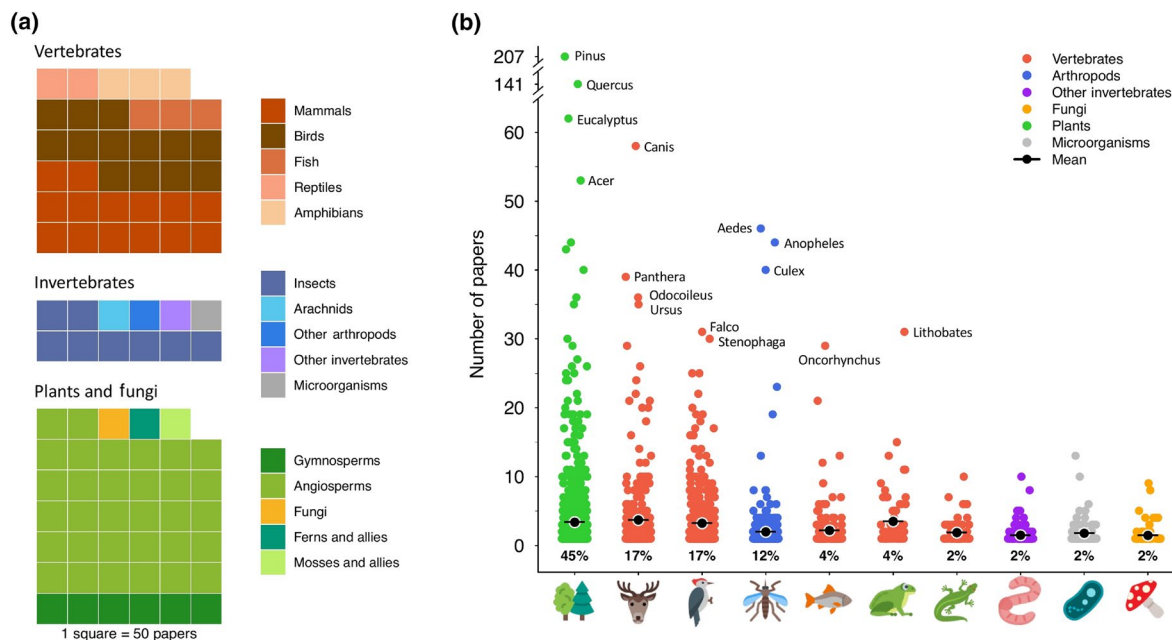 (a)
Vertebrates
Mammals
Birds
Fish
Reptiles
Amphibians
Invertebrates
Insects
Arachnids
Other arthropods
Other invertebrates
Microorganisms
Plants and fungi
Gymnosperms
Angiosperms
Fungi
Ferns and allies
Mosses and allies
1 square = 50 papers
(b)
Number of papers
207
141
60
50
40
30
20
10
0
Pinus
Quercus
Eucalyptus
Canis
Acer
Aedes
Anopheles
Culex
Panthera
Odocoileus
Ursus
Falco
Stenophaga
Oncorhynchus
Lithobates
Vertebrates
Arthropods
Other invertebrates
Fungi
Plants
Microorganisms
Mean
45% 17% 17% 12% 4% 4% 2% 2% 2% 2%